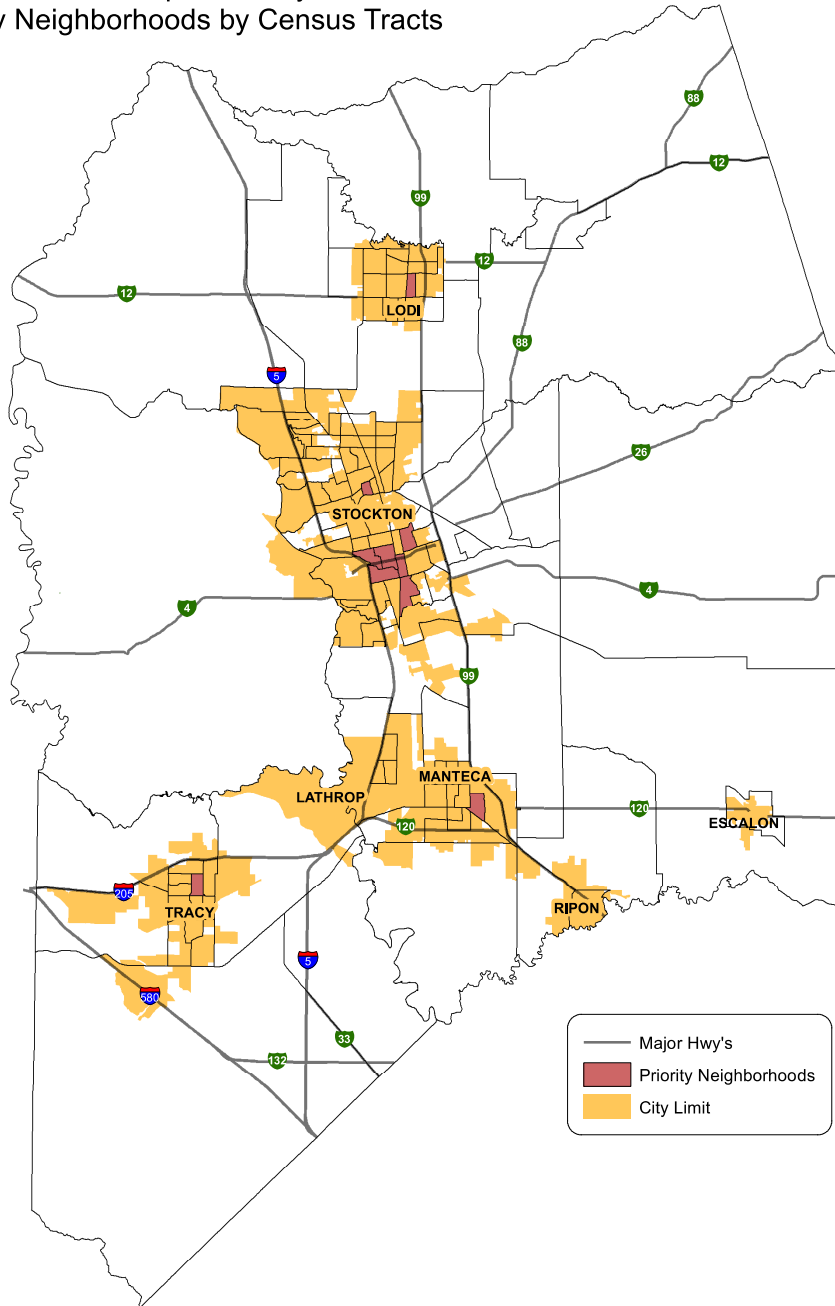 y Neighborhoods by Census Tracts
88
12
99
12
12
LODI
88
5
26
STOCKTON
4
4
99
MANTECA
LATHROP
120
120
ESCALON
205
TRACY
RIPON
5
580
33
132
Major Hwy's
Priority Neighborhoods
City Limit